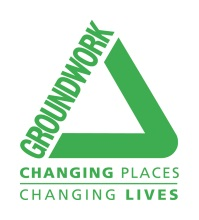 GROUNDWORK
CHANGING PLACES
CHANGING LIVES